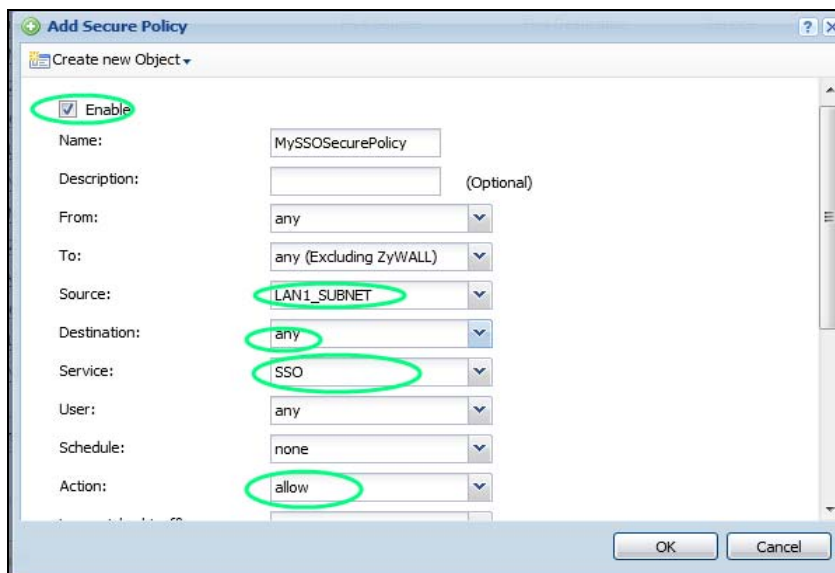 Add Secure Policy
?
Create new Object
Enable
Name: MySSOSecurePolicy
Description: (Optional)
From: any
To: any (Excluding ZyWALL)
Source: LAN1_SUBNET
Destination: any
Service: SSO
User: any
Schedule: none
Action: allow
OK Cancel